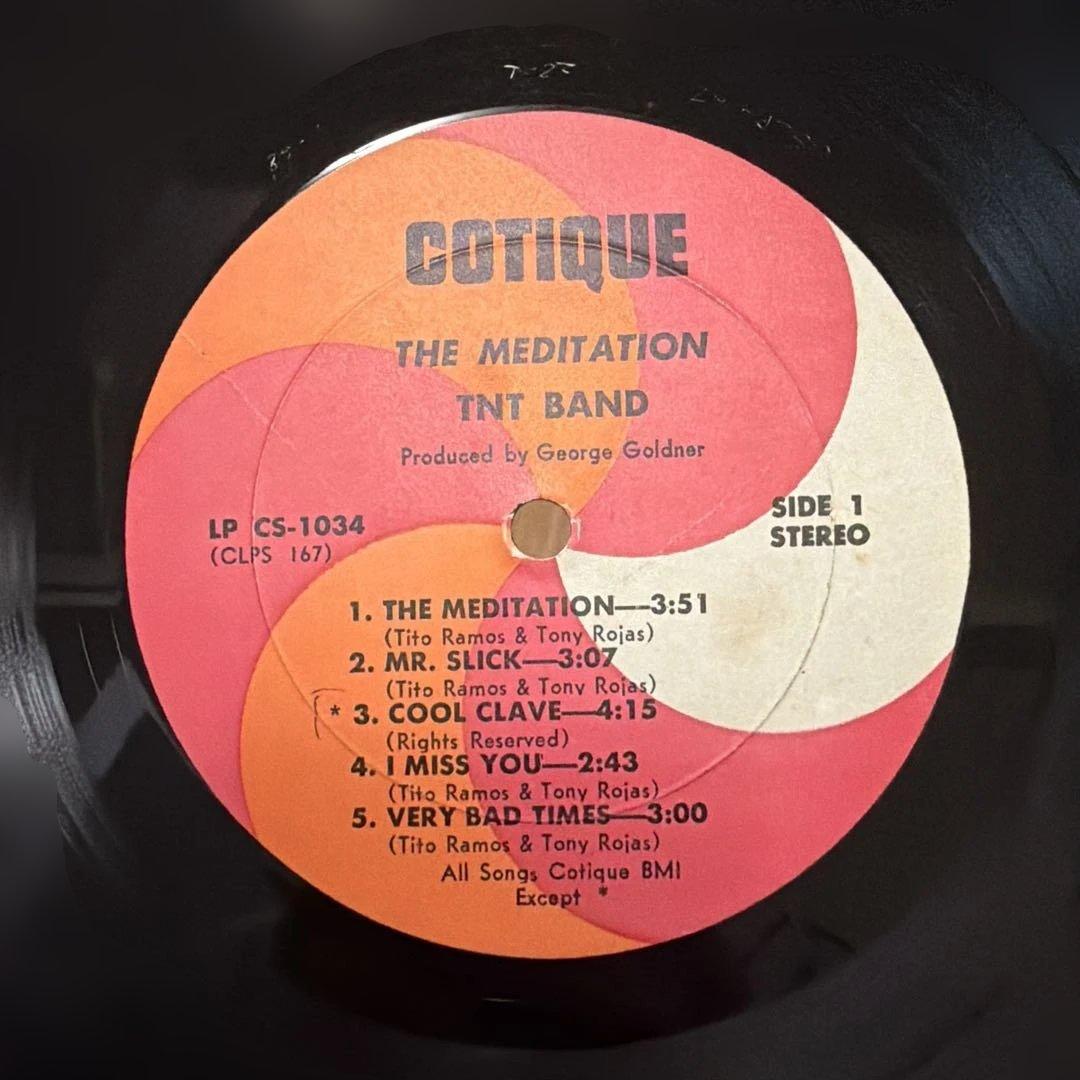 COTIQUE
THE MEDITATION
TNT BAND
Produced by George Goldner
LP CS-1034
(CLPS 167)
SIDE 1
STEREO
1. THE MEDITATION—3:51
(Tito Ramos & Tony Rojas)
2. MR. SLICK—3:07
(Tito Ramos & Tony Rojas)
* 3. COOL CLAVE—4:15
(Rights Reserved)
4. I MISS YOU—2:43
(Tito Ramos & Tony Rojas)
5. VERY BAD TIMES—3:00
(Tito Ramos & Tony Rojas)
All Songs Cotique BMI
Except *